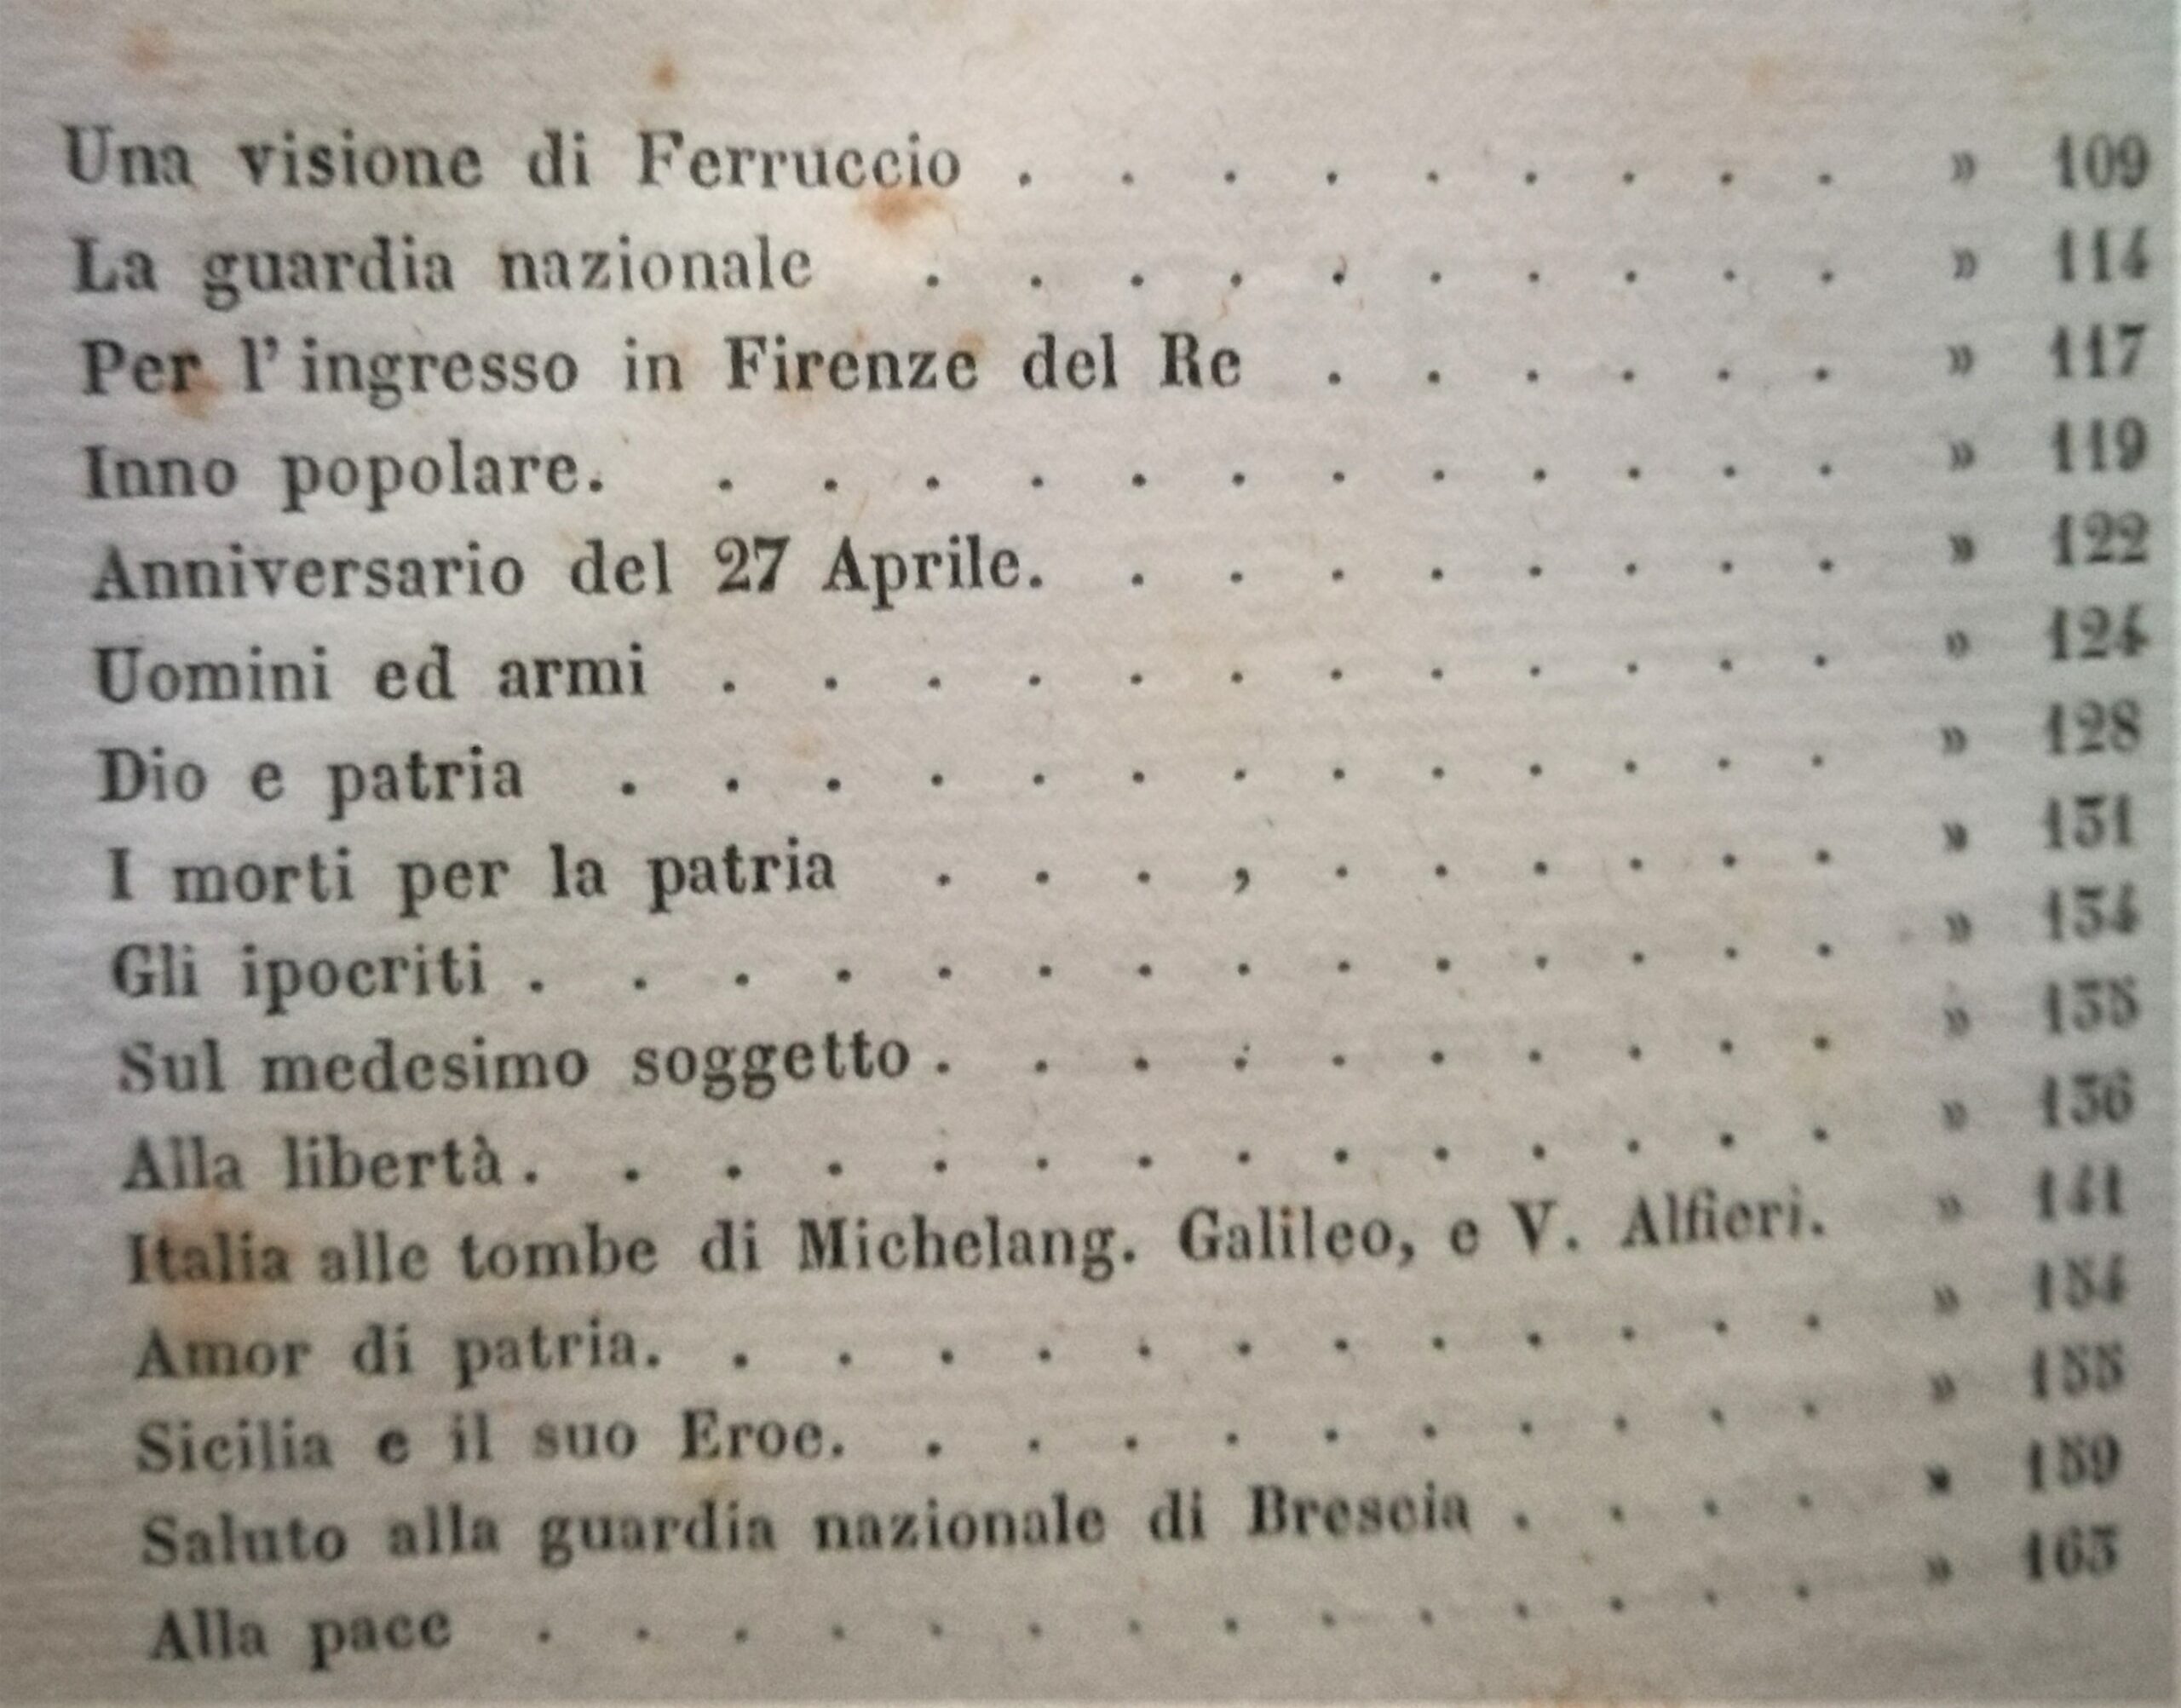 Una visione di Ferruccio . . . . . . . . . » 109
La guardia nazionale . . . . . . . . . . » 114
Per l' ingresso in Firenze del Re . . . . . . » 117
Inno popolare. . . . . . . . . . . . . » 119
Anniversario del 27 Aprile. . . . . . . . . » 122
Uomini ed armi . . . . . . . . . . . . » 124
Dio e patria . . . . . . . . . . . . . » 128
I morti per la patria . . . , . . . . . . » 131
Gli ipocriti . . . . . . . . . . . . . . » 134
Sul medesimo soggetto . . . . . . . . . . » 135
Alla libertà . . . . . . . . . . . . . . » 136
Italia alle tombe di Michelang. Galileo, e V. Alfieri. » 141
Amor di patria. . . . . . . . . . . . . » 154
Sicilia e il suo Eroe. . . . . . . . . . . » 155
Saluto alla guardia nazionale di Brescia . . . . » 159
Alla pace . . . . . . . . . . . . . . » 163